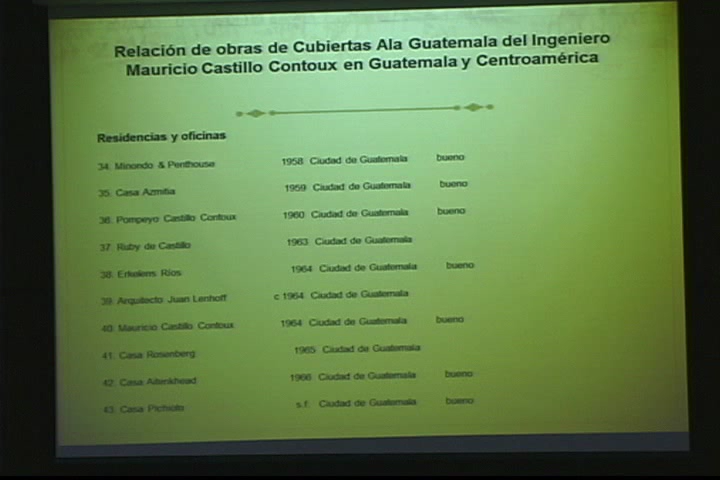 Relación de obras de Cubiertas Ala Guatemala del Ingeniero
Mauricio Castillo Contoux en Guatemala y Centroamérica
Residencias y oficinas
34. Minondo & Penthouse 1958 Ciudad de Guatemala bueno
35. Casa Azmitia 1959 Ciudad de Guatemala bueno
36. Pompeyo Castillo Contoux 1960 Ciudad de Guatemala bueno
37. Ruby de Castillo 1963 Ciudad de Guatemala
38. Erkelens Ríos 1964 Ciudad de Guatemala bueno
39. Arquitecto Juan Lenhoff c 1964 Ciudad de Guatemala
40. Mauricio Castillo Contoux 1964 Ciudad de Guatemala bueno
41. Casa Rosenberg 1965 Ciudad de Guatemala
42. Casa Aitenkhead 1966 Ciudad de Guatemala bueno
43. Casa s.f. Ciudad de Guatemala bueno